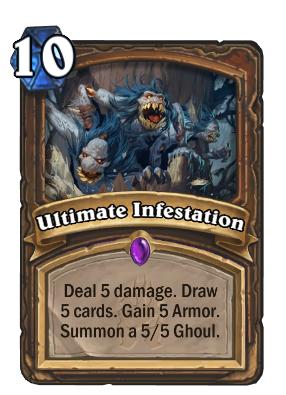 10
Ultimate Infestation
Deal 5 damage. Draw
5 cards. Gain 5 Armor.
Summon a 5/5 Ghoul.